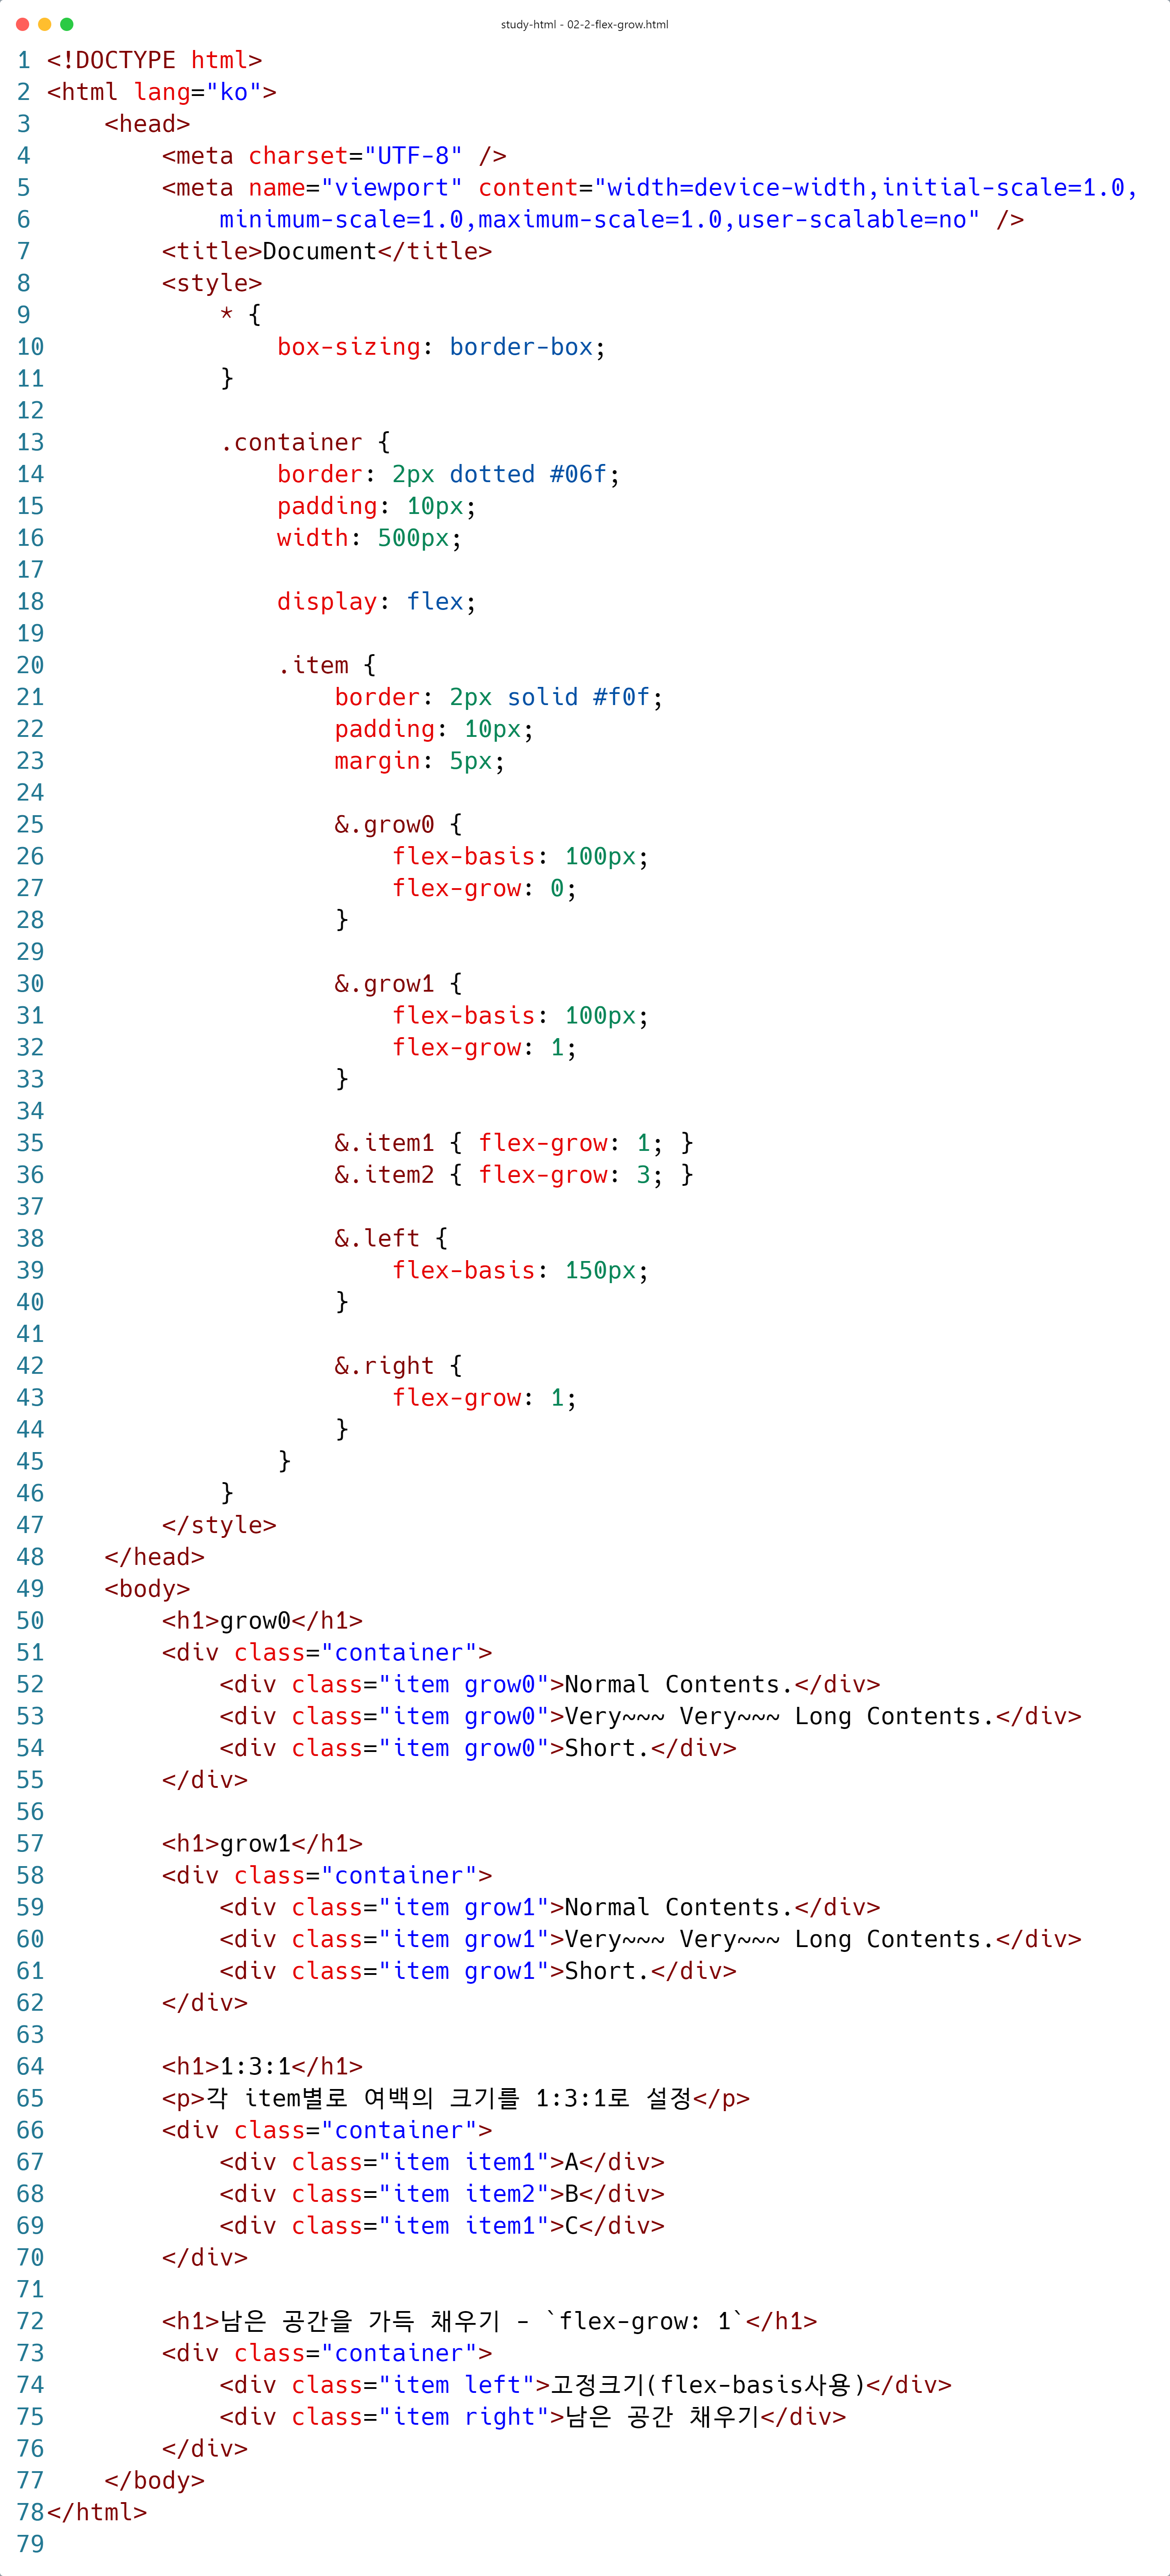 study-html - 02-2-flex-grow.html
1 <!DOCTYPE html>
2 <html lang="ko">
3     <head>
4         <meta charset="UTF-8" />
5         <meta name="viewport" content="width=device-width,initial-scale=1.0,
6             minimum-scale=1.0,maximum-scale=1.0,user-scalable=no" />
7         <title>Document</title>
8         <style>
9             * {
10                 box-sizing: border-box;
11             }
12
13             .container {
14                 border: 2px dotted #06f;
15                 padding: 10px;
16                 width: 500px;
17
18                 display: flex;
19
20                 .item {
21                     border: 2px solid #f0f;
22                     padding: 10px;
23                     margin: 5px;
24
25                     &.grow0 {
26                         flex-basis: 100px;
27                         flex-grow: 0;
28                     }
29
30                     &.grow1 {
31                         flex-basis: 100px;
32                         flex-grow: 1;
33                     }
34
35                     &.item1 { flex-grow: 1; }
36                     &.item2 { flex-grow: 3; }
37
38                     &.left {
39                         flex-basis: 150px;
40                     }
41
42                     &.right {
43                         flex-grow: 1;
44                     }
45                 }
46             }
47         </style>
48     </head>
49     <body>
50         <h1>grow0</h1>
51         <div class="container">
52             <div class="item grow0">Normal Contents.</div>
53             <div class="item grow0">Very~~~ Very~~~ Long Contents.</div>
54             <div class="item grow0">Short.</div>
55         </div>
56
57         <h1>grow1</h1>
58         <div class="container">
59             <div class="item grow1">Normal Contents.</div>
60             <div class="item grow1">Very~~~ Very~~~ Long Contents.</div>
61             <div class="item grow1">Short.</div>
62         </div>
63
64         <h1>1:3:1</h1>
65         <p>각 item별로 여백의 크기를 1:3:1로 설정</p>
66         <div class="container">
67             <div class="item item1">A</div>
68             <div class="item item2">B</div>
69             <div class="item item1">C</div>
70         </div>
71
72         <h1>남은 공간을 가득 채우기 - `flex-grow: 1`</h1>
73         <div class="container">
74             <div class="item left">고정크기(flex-basis사용)</div>
75             <div class="item right">남은 공간 채우기</div>
76         </div>
77     </body>
78 </html>
79